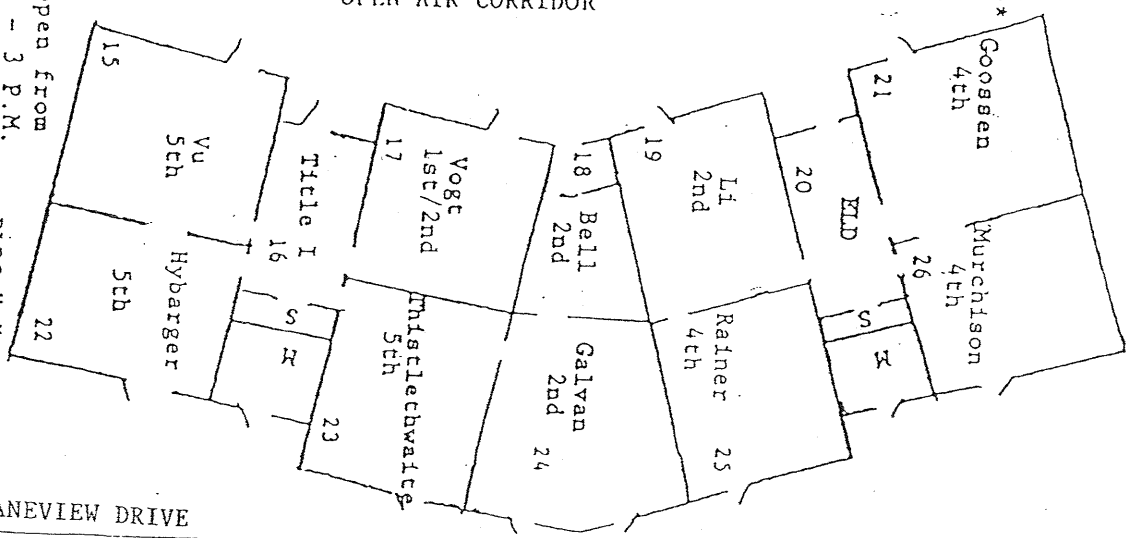 OPEN AIR CORRIDOR
*
pen from
- 3 P.M.
15
Vu
5th
Title I
16
17
Vogt
1st/2nd
18
Bell
2nd
19
Li
2nd
20
ELD
21
Goossen
4th
Murchison
4th
26
Hybarger
5th
22
S
W
Thistlethwaite
5th
23
Galvan
2nd
24
Rainer
4th
25
S
W
ANEVIEW DRIVE